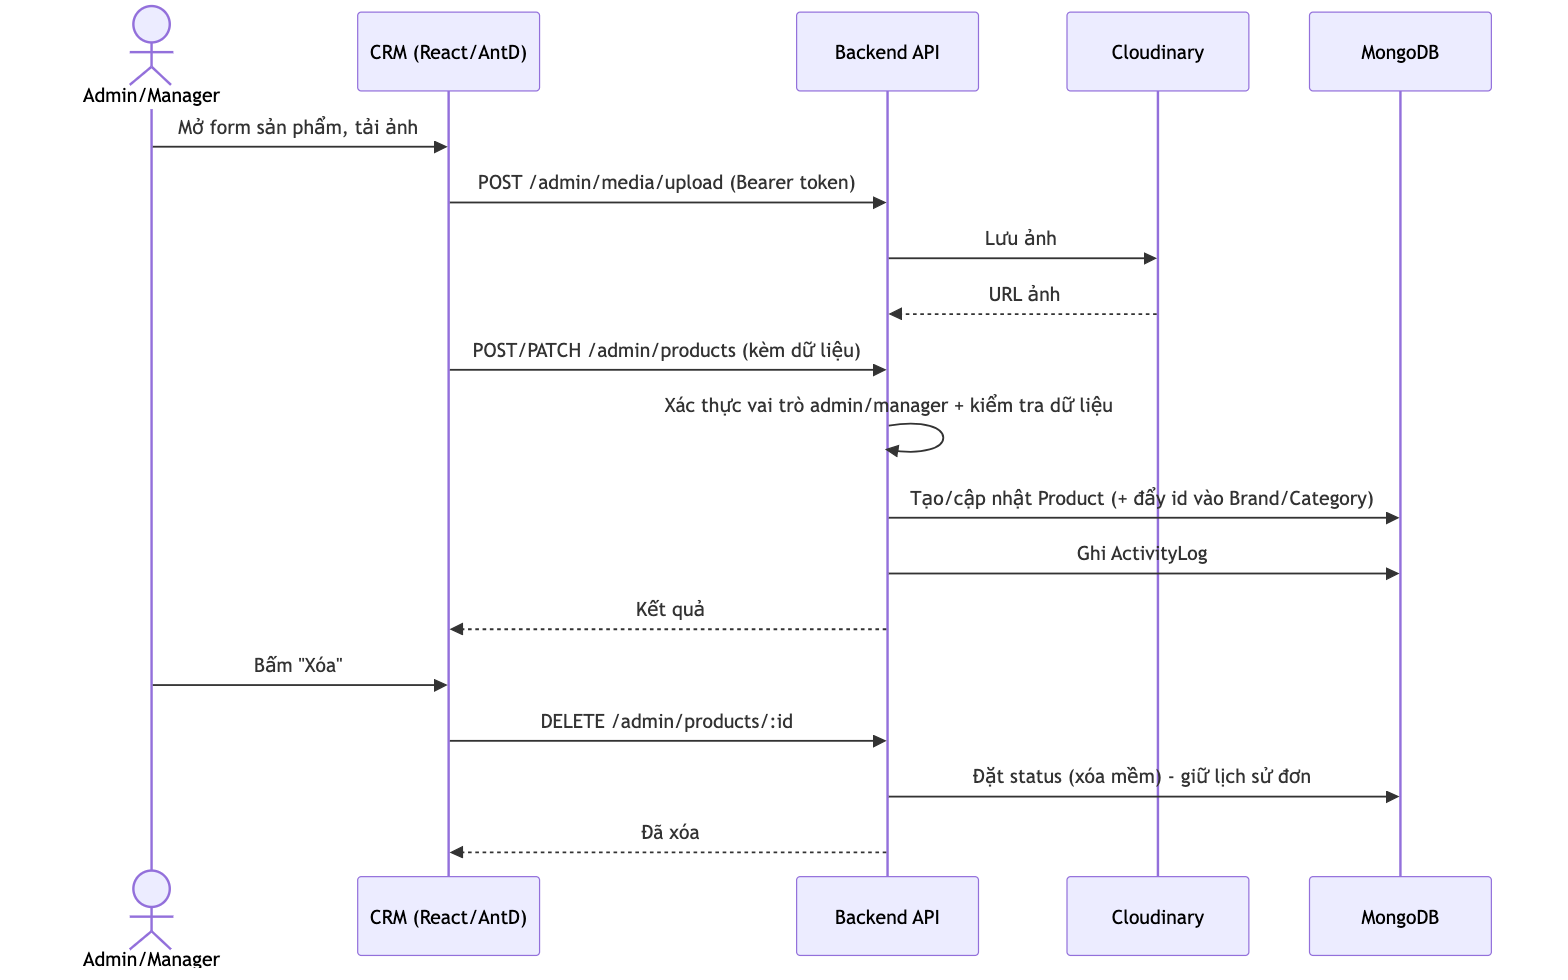 CRM (React/AntD)
Backend API
Cloudinary
MongoDB
Admin/Manager
Mở form sản phẩm, tải ảnh
POST /admin/media/upload (Bearer token)
Lưu ảnh
URL ảnh
POST/PATCH /admin/products (kèm dữ liệu)
Xác thực vai trò admin/manager + kiểm tra dữ liệu
Tạo/cập nhật Product (+ đẩy id vào Brand/Category)
Ghi ActivityLog
Kết quả
Bấm "Xóa"
DELETE /admin/products/:id
Đặt status (xóa mềm) - giữ lịch sử đơn
Đã xóa
CRM (React/AntD)
Backend API
Cloudinary
MongoDB
Admin/Manager